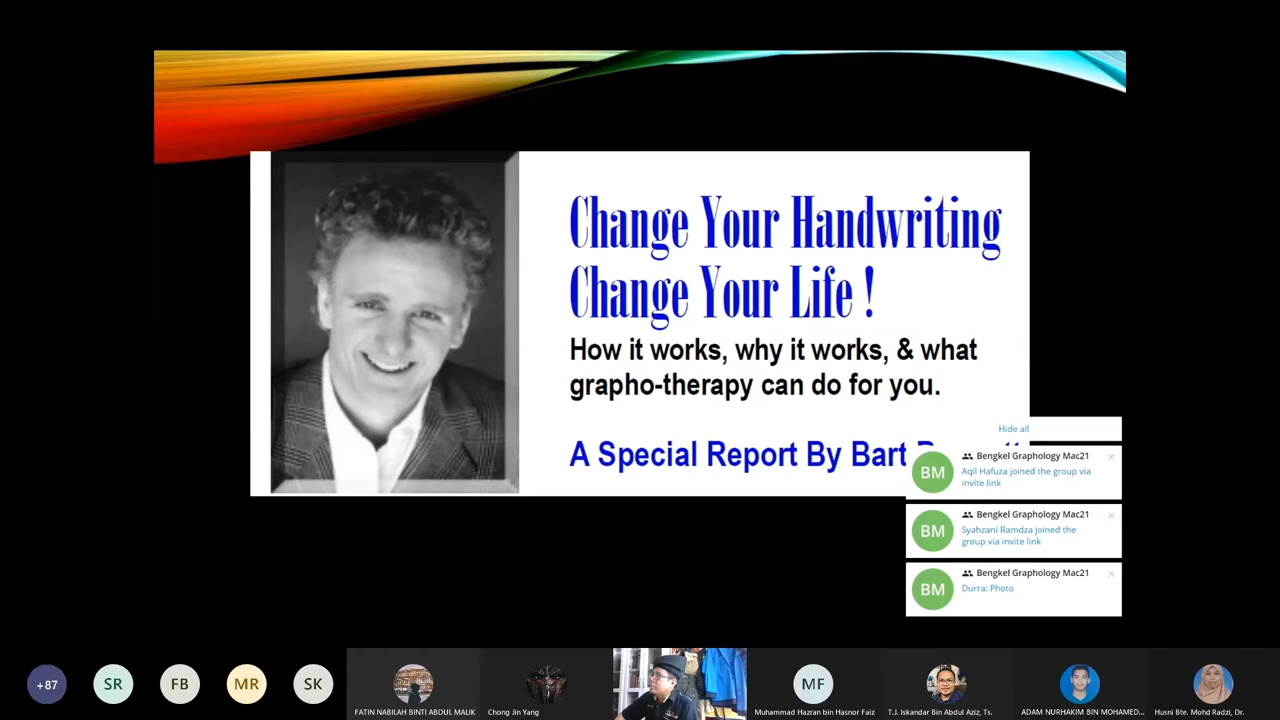 Change Your Handwriting
Change Your Life !
How it works, why it works, & what
grapho-therapy can do for you.
A Special Report By Bart
Hide all
BM
Bengkel Graphology Mac21
Aqil Hafuza joined the group via
invite link
BM
Bengkel Graphology Mac21
Syahzani Ramdza joined the
group via invite link
BM
Bengkel Graphology Mac21
Durra: Photo
+87
SR
FB
MR
SK
MF
FATIN NABILAH BINTI ABDUL MALIK
Chong Jin Yang
Muhammad Hazran bin Hasnor Faiz
T.J. Iskandar Bin Abdul Aziz, Ts.
ADAM NURHAKIM BIN MOHAMED...
Husni Bte. Mohd Radzi, Dr.